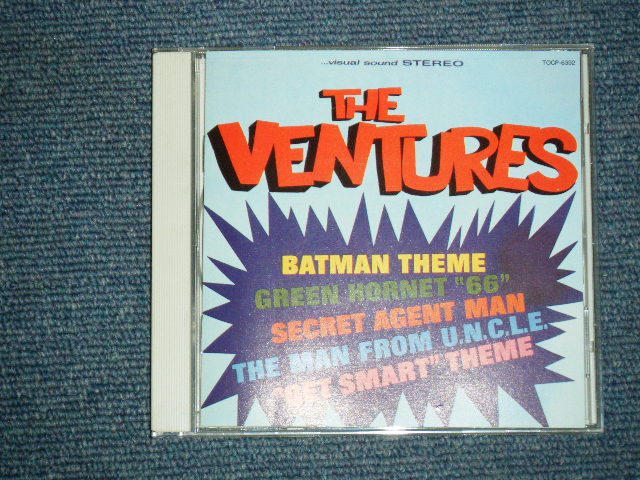 ...visual sound STEREO
TOCP-6392
THE
VENTURES
BATMAN THEME
GREEN HORNET "66"
SECRET AGENT MAN
THE MAN FROM U.N.C.L.E.
"GET SMART" THEME